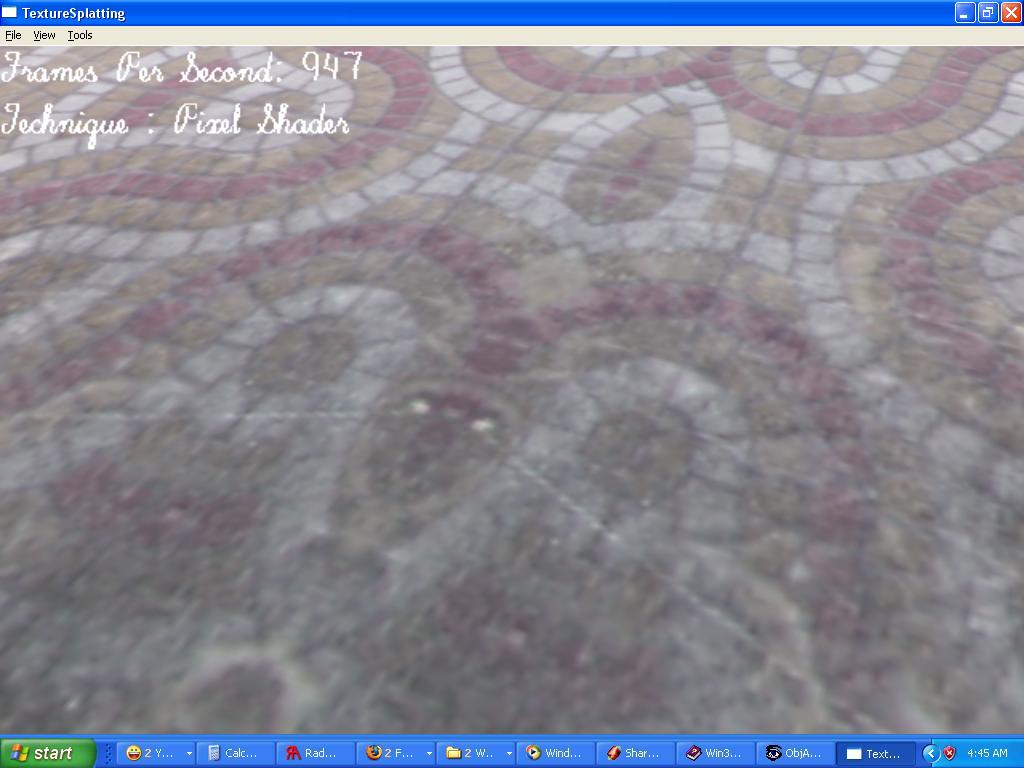 TextureSplatting
File View Tools
Frames Per Second: 947
Technique : Pixel Shader
start 2 Y... Calc... Rad... 2 F... 2 W... Wind... Shar... Win3... ObjA... Text... 4:45 AM